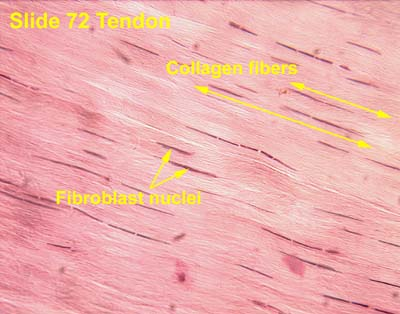 Slide 72 Tendon
Collagen fibers
Fibroblast nuclei